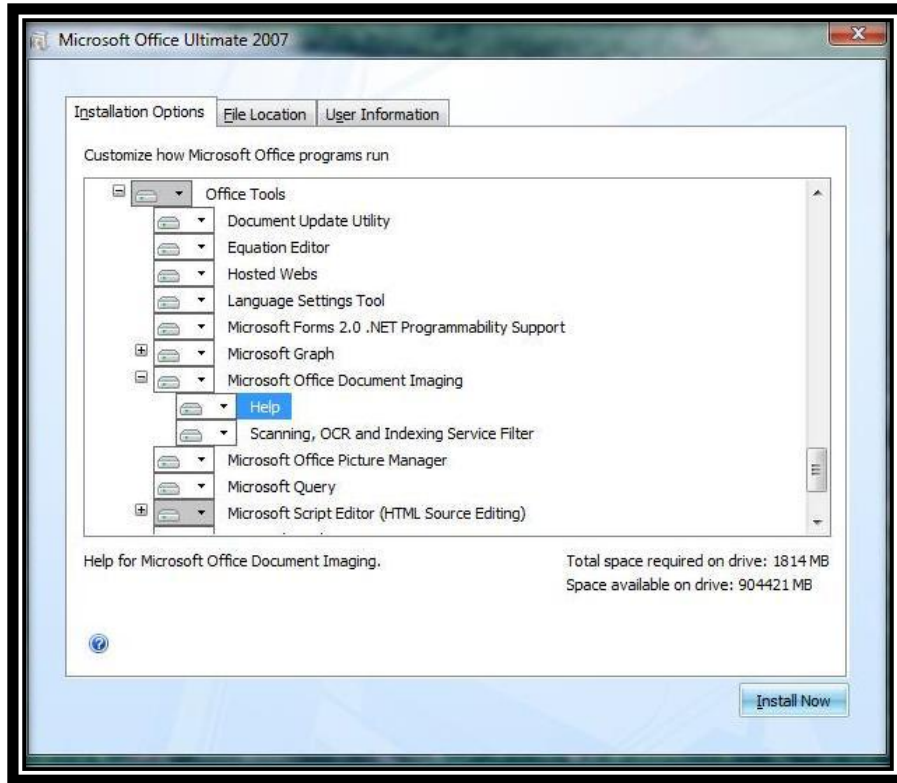 Microsoft Office Ultimate 2007
Installation Options File Location User Information
Customize how Microsoft Office programs run
Office Tools
Document Update Utility
Equation Editor
Hosted Webs
Language Settings Tool
Microsoft Forms 2.0 .NET Programmability Support
Microsoft Graph
Microsoft Office Document Imaging
Help
Scanning, OCR and Indexing Service Filter
Microsoft Office Picture Manager
Microsoft Query
Microsoft Script Editor (HTML Source Editing)
Help for Microsoft Office Document Imaging.
Total space required on drive: 1814 MB
Space available on drive: 904421 MB
Install Now